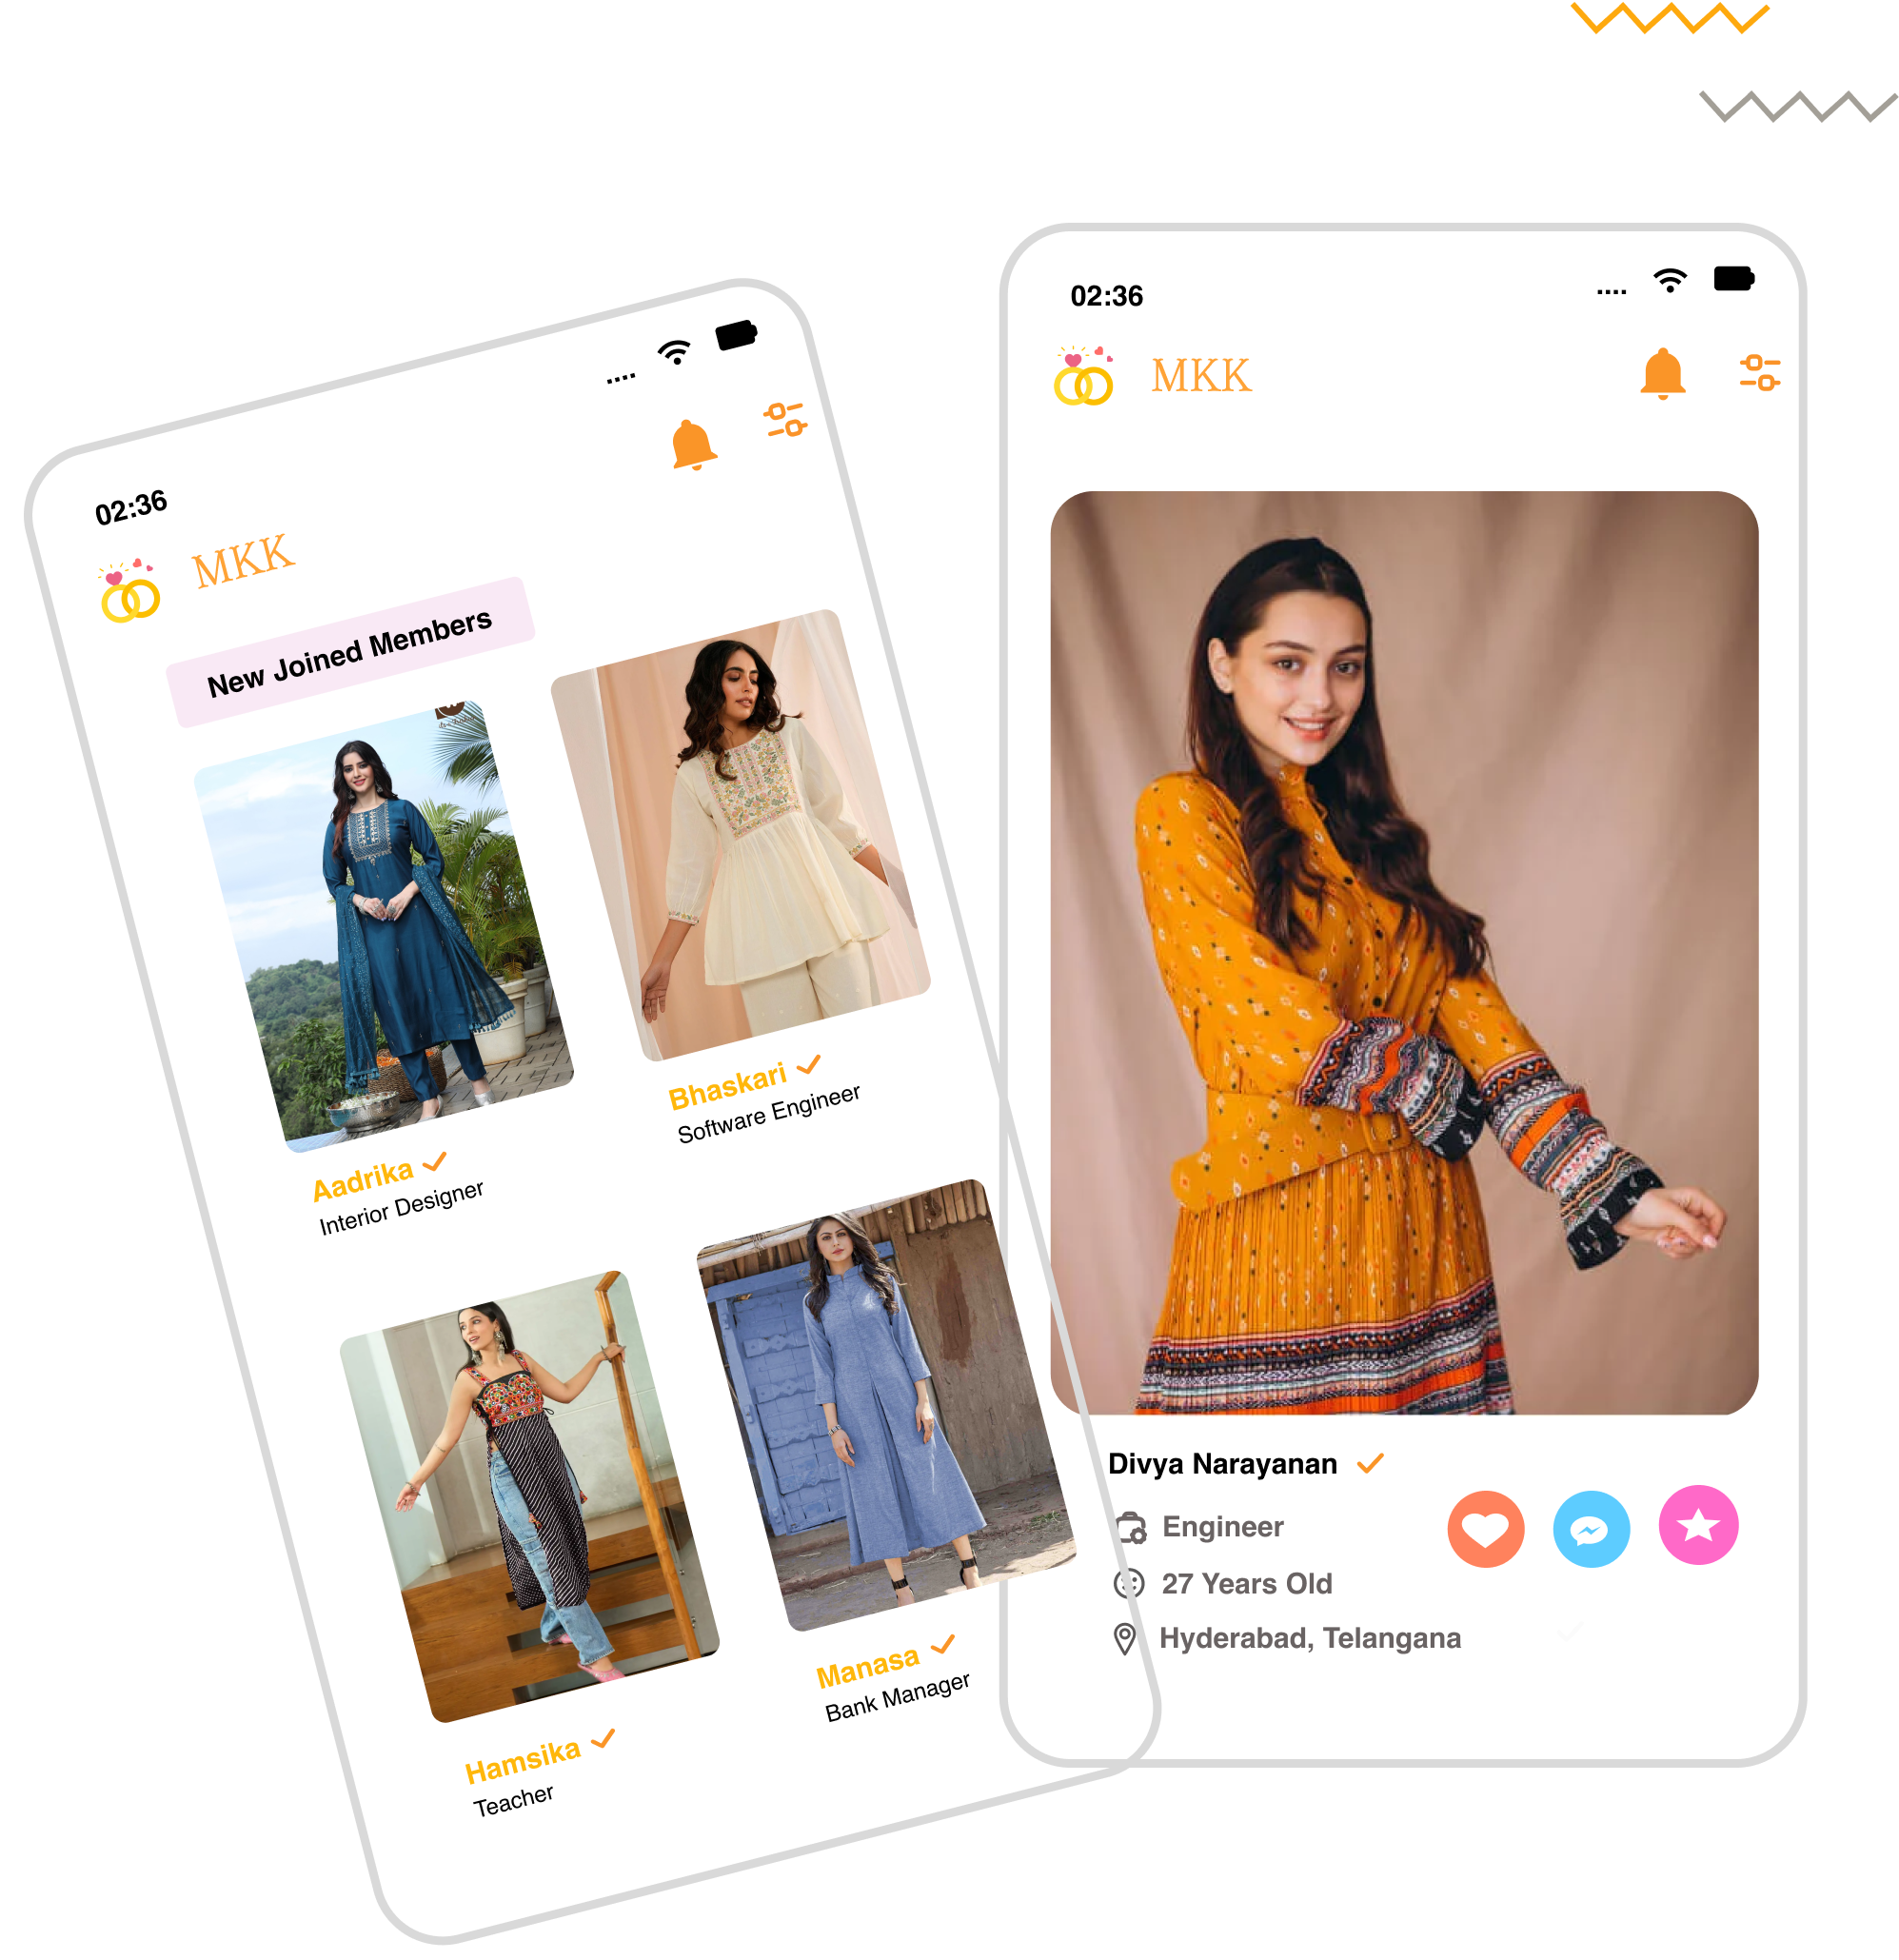 02:36
MKK
New Joined Members
Aadrika
Interior Designer
Bhaskari
Software Engineer
Hamsika
Teacher
Manasa
Bank Manager
02:36
MKK
Divya Narayanan
Engineer
27 Years Old
Hyderabad, Telangana